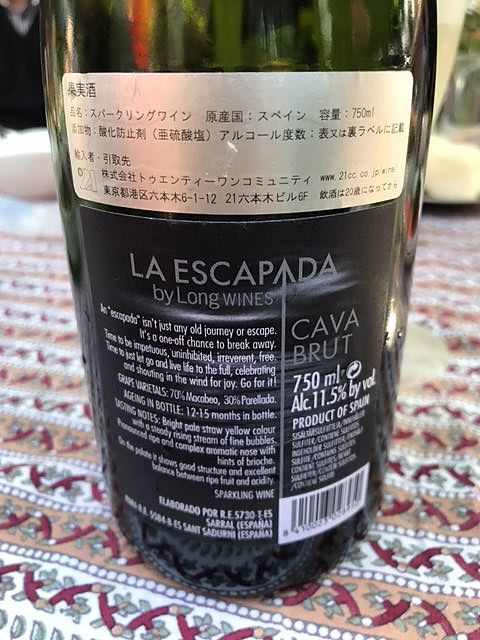 果実酒
品名：スパークリングワイン 原産国：スペイン 容量：750ml
添加物：酸化防止剤（亜硫酸塩）アルコール度数：表又は裏ラベルに記載
輸入者・引取先
21 株式会社トゥエンティーワンコミュニティ www.21cc.co.jp/wine/
東京都港区六本木6-1-12 21六本木ビル6F 飲酒は20歳になってから
LA ESCAPADA
by Long WINES
An "escapada" isn't just any old journey or escape.
It's a one-off chance to break away.
Time to be impetuous, uninhibited, irreverent, free.
Time to just let go and live life to the full, celebrating
and shouting in the wind for joy. Go for it!
GRAPE VARIETALS: 70% Macabeo, 30% Parellada.
AGEING IN BOTTLE: 12-15 months in bottle.
TASTING NOTES: Bright pale straw yellow colour
with a steady rising stream of fine bubbles.
Pronounced ripe and complex aromatic nose with
hints of brioche.
On the palate it shows good structure and excellent
balance between ripe fruit and acidity.
SPARKLING WINE
ELABORADO POR R.E.5730-T-ES
SARRAL (ESPAÑA)
R.E. 5584-B-ES SANT SADURNI (ESPAÑA)
CAVA
BRUT
750 ml e
Alc.11.5% by vol.
PRODUCT OF SPAIN
SULFITER/CONTIENT